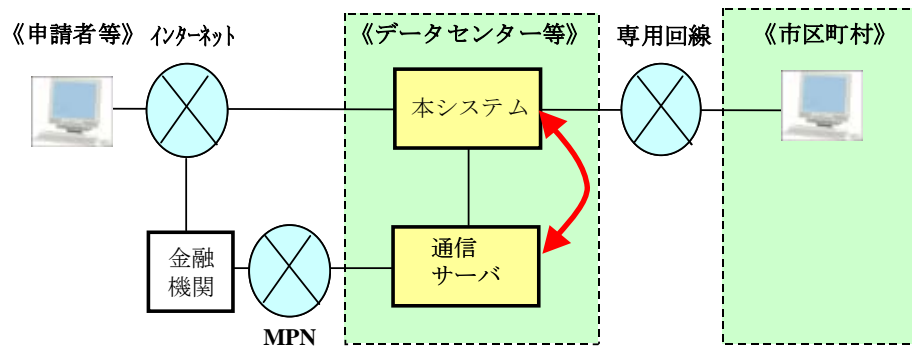 《申請者等》
インターネット
《データセンター等》
専用回線
《市区町村》
本システム
金融
機関
通信
サーバ
MPN